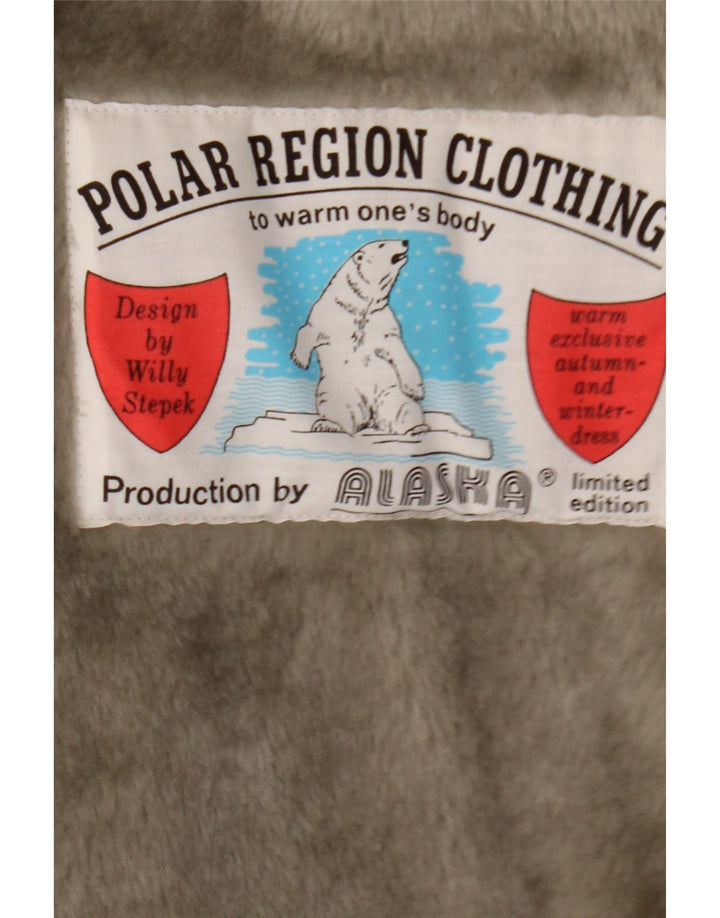 POLAR REGION CLOTHING
to warm one's body
Design
by
Willy
Stepek
warm
exclusive
autumn-
and
winter-
dress
Production by ALASKA® limited
edition